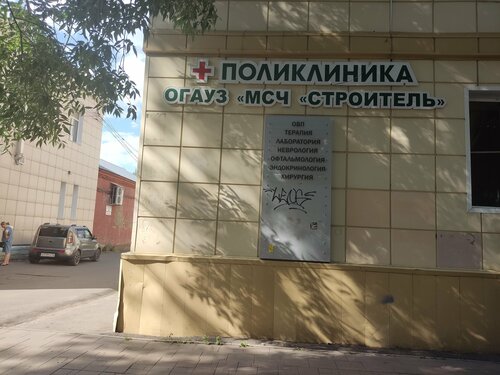 ПОЛИКЛИНИКА
ОГАУЗ «МСЧ «СТРОИТЕЛЬ»
ОВП
ТЕРАПИЯ
ЛАБОРАТОРИЯ
НЕВРОЛОГИЯ
ОФТАЛЬМОЛОГИЯ
ЭНДОКРИНОЛОГИЯ
ХИРУРГИЯ